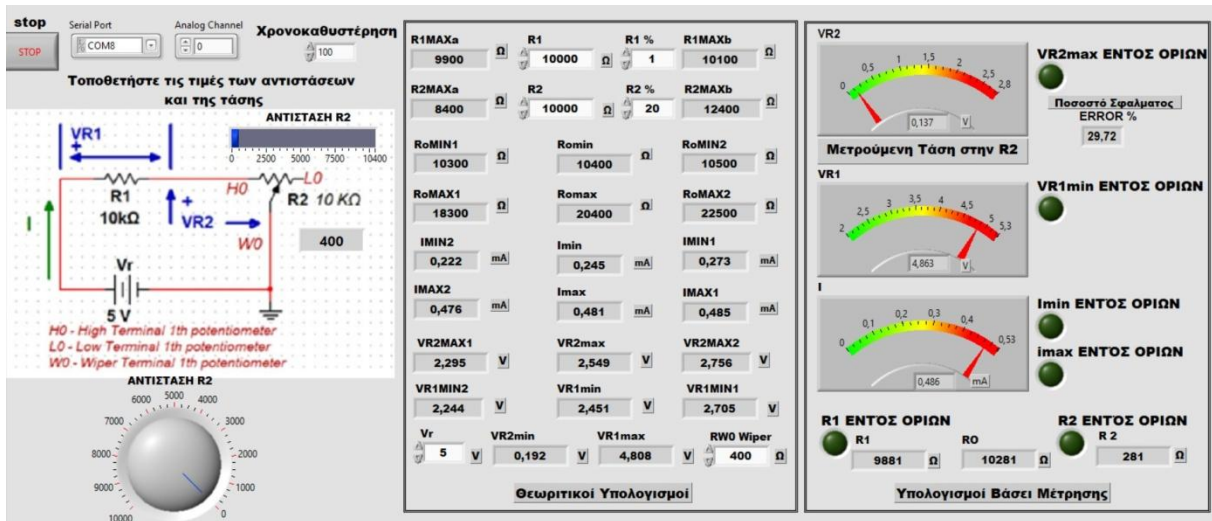 stop
Serial Port
Analog Channel
Χρονοκαθυστέρηση
STOP
COM8
0
100
Τοποθετήστε τις τιμές των αντιστάσεων
και της τάσης
ΑΝΤΙΣΤΑΣΗ R2
0 2500 5000 7500 10400
VR1
+
R1
10kΩ
H0
L0
R2 10 KΩ
+
VR2
I
W0
400
Vr
5 V
H0 - High Terminal 1th potentiometer
L0 - Low Terminal 1th potentiometer
W0 - Wiper Terminal 1th potentiometer
ΑΝΤΙΣΤΑΣΗ R2
0 1000 2000 3000 4000 5000 6000 7000 8000 9000 10000
R1MAXa R1 R1 % R1MAXb
9900 Ω 10000 Ω 1 10100 Ω
R2MAXa R2 R2 % R2MAXb
8400 Ω 10000 Ω 20 12400 Ω
RoMIN1 Romin RoMIN2
10300 Ω 10400 Ω 10500 Ω
RoMAX1 Romax RoMAX2
18300 Ω 20400 Ω 22500 Ω
IMIN2 Imin IMIN1
0,222 mA 0,245 mA 0,273 mA
IMAX2 Imax IMAX1
0,476 mA 0,481 mA 0,485 mA
VR2MAX1 VR2max VR2MAX2
2,295 V 2,549 V 2,756 V
VR1MIN2 VR1min VR1MIN1
2,244 V 2,451 V 2,705 V
Vr VR2min VR1max RW0 Wiper
5 V 0,192 V 4,808 V 400 Ω
Θεωριτικοί Υπολογισμοί
VR2
0 0,5 1 1,5 2 2,5 2,8
0,137 V
Μετρούμενη Τάση στην R2
VR2max ΕΝΤΟΣ ΟΡΙΩΝ
Ποσοστό Σφαλματος
ERROR %
29,72
VR1
2 2,5 3 3,5 4 4,5 5 5,3
4,863 V
VR1min ΕΝΤΟΣ ΟΡΙΩΝ
I
0 0,1 0,2 0,3 0,4 0,53
0,486 mA
Imin ΕΝΤΟΣ ΟΡΙΩΝ
imax ΕΝΤΟΣ ΟΡΙΩΝ
R1 ΕΝΤΟΣ ΟΡΙΩΝ
R2 ΕΝΤΟΣ ΟΡΙΩΝ
R1 RO R 2
9881 Ω 10281 Ω 281 Ω
Υπολογισμοί Βάσει Μέτρησης